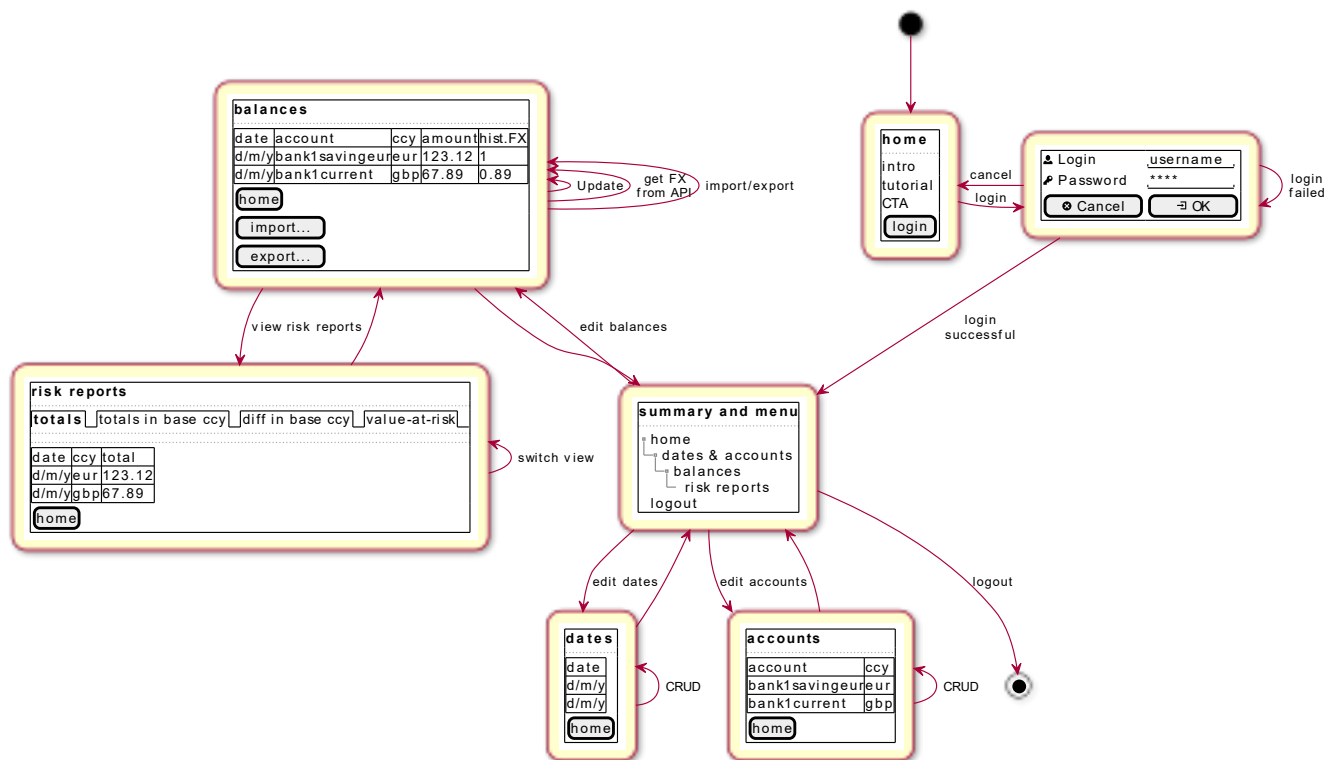 balances
date account ccy amount hist.FX
d/m/y bank1savingeur eur 123.12 1
d/m/y bank1current gbp 67.89 0.89
home
import...
export...
Update
get FX
from API
import/export
home
intro
tutorial
CTA
login
cancel
login
Login username
Password ****
Cancel OK
login
failed
view risk reports
edit balances
login
successful
risk reports
totals totals in base ccy diff in base ccy value-at-risk
date ccy total
d/m/y eur 123.12
d/m/y gbp 67.89
home
switch view
summary and menu
home
dates & accounts
balances
risk reports
logout
edit dates
edit accounts
logout
dates
date
d/m/y
d/m/y
home
CRUD
accounts
account ccy
bank1savingeur eur
bank1current gbp
home
CRUD